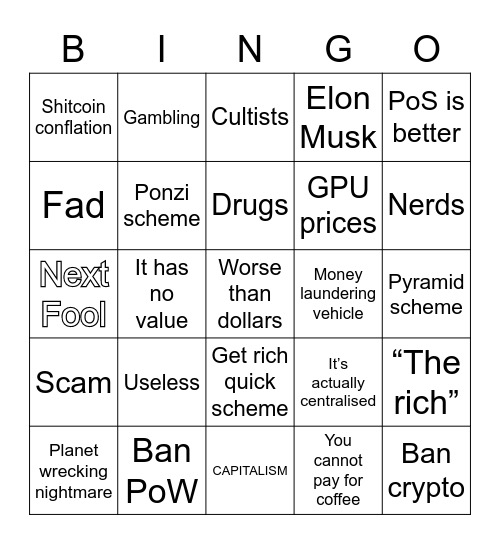 B I N G O
Shitcoin
conflation
Gambling
Cultists
Elon
Musk
PoS is
better
Fad
Ponzi
scheme
Drugs
GPU
prices
Nerds
Next
Fool
It has
no
value
Worse
than
dollars
Money
laundering
vehicle
Pyramid
scheme
Scam
Useless
Get rich
quick
scheme
It’s
actually
centralised
“The
rich”
Planet
wrecking
nightmare
Ban
PoW
CAPITALISM
You
cannot
pay for
coffee
Ban
crypto